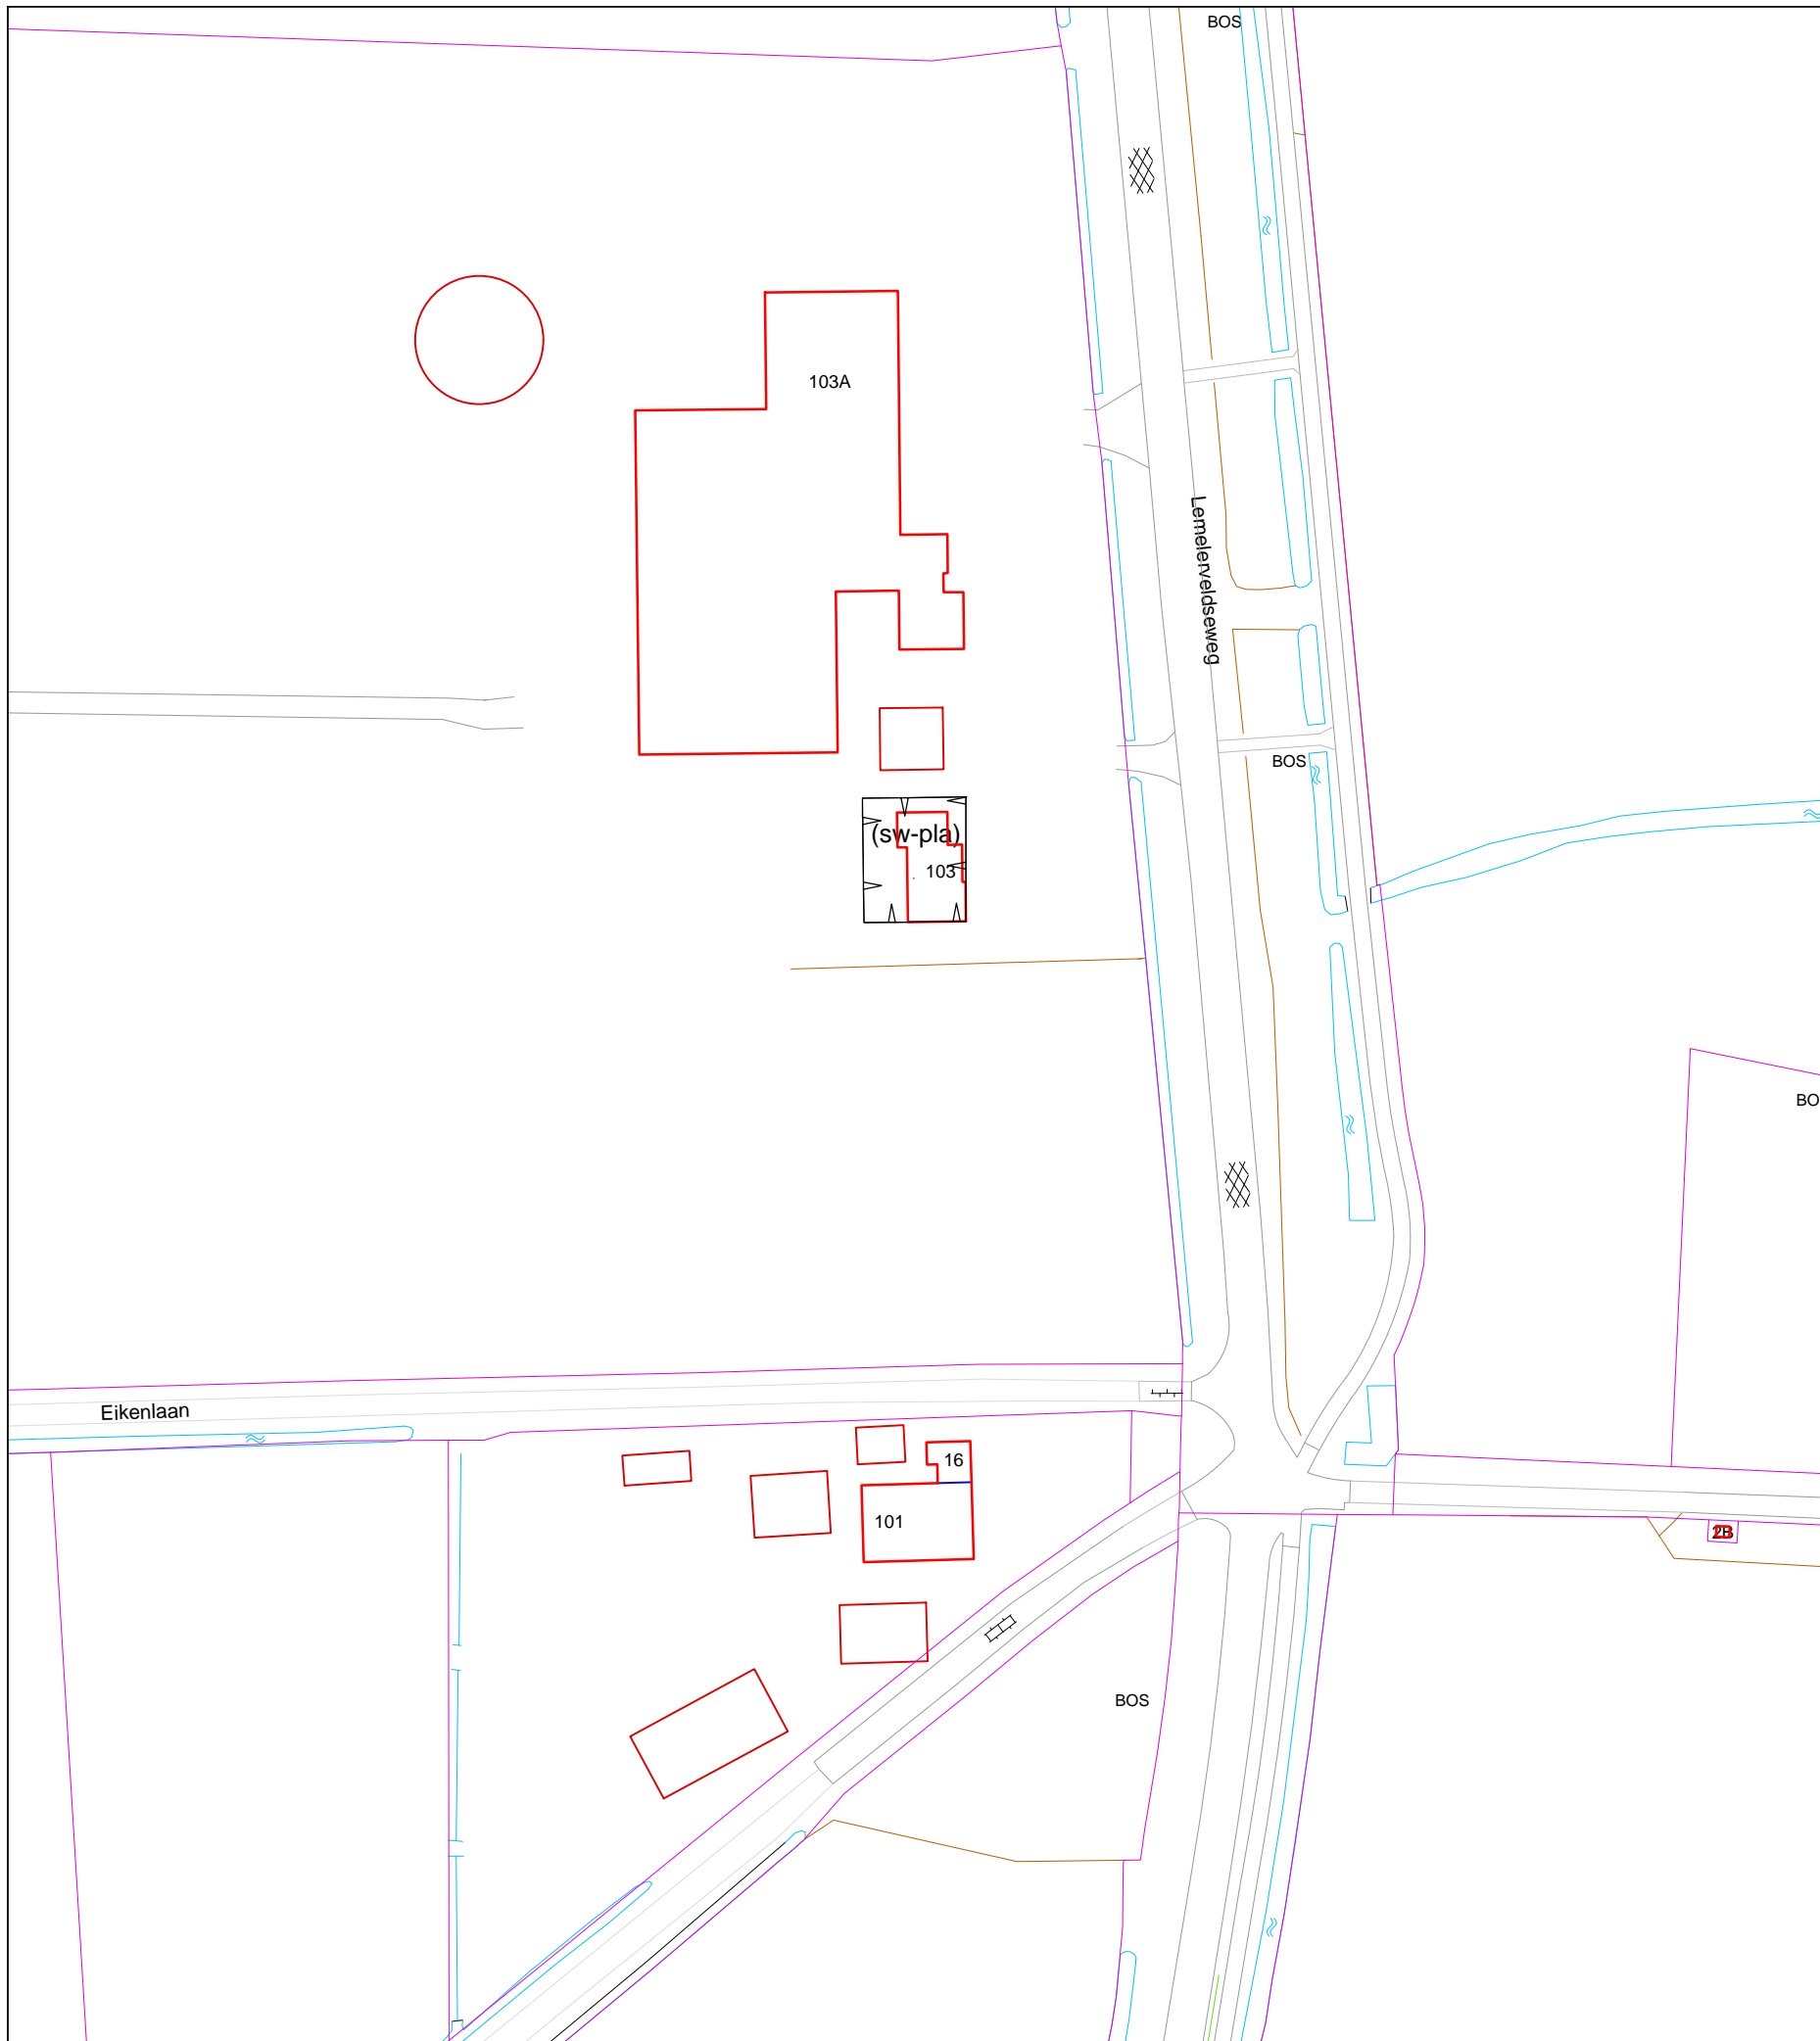 BOS
103A
Lemelerveldseweg
BOS
(sw-pla)
103
BO
Eikenlaan
16
101
BOS